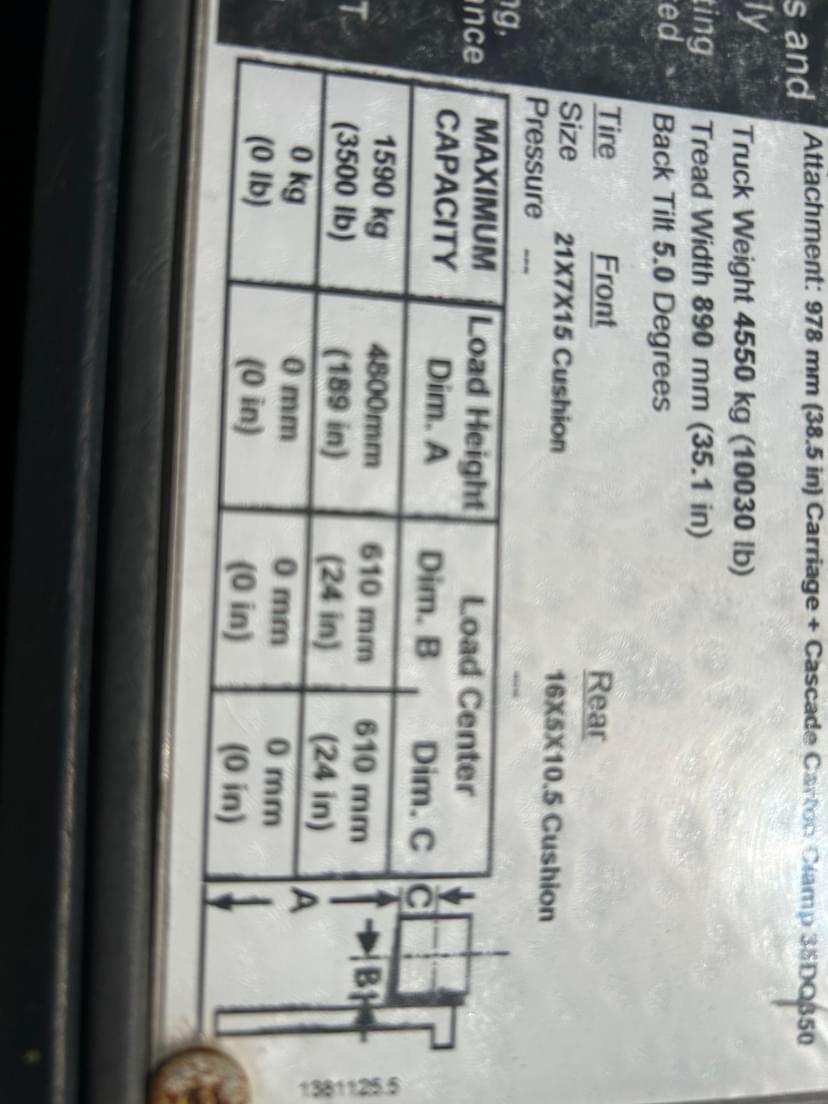 s and
ly
ting
ed
ng,
nce
T
Attachment: 978 mm (38.5 in) Carriage + Cascade Carton Clamp 35DQ350
Truck Weight 4550 kg (10030 lb)
Tread Width 890 mm (35.1 in)
Back Tilt 5.0 Degrees
Tire Front Rear
Size 21X7X15 Cushion 16X5X10.5 Cushion
Pressure --- ---
MAXIMUM CAPACITY Load Height Dim. A Load Center
Dim. B Dim. C
1590 kg 4800mm 610 mm 610 mm
(3500 lb) (189 in) (24 in) (24 in)
0 kg 0 mm 0 mm 0 mm
(0 lb) (0 in) (0 in) (0 in)
C
B
A
1381125.5